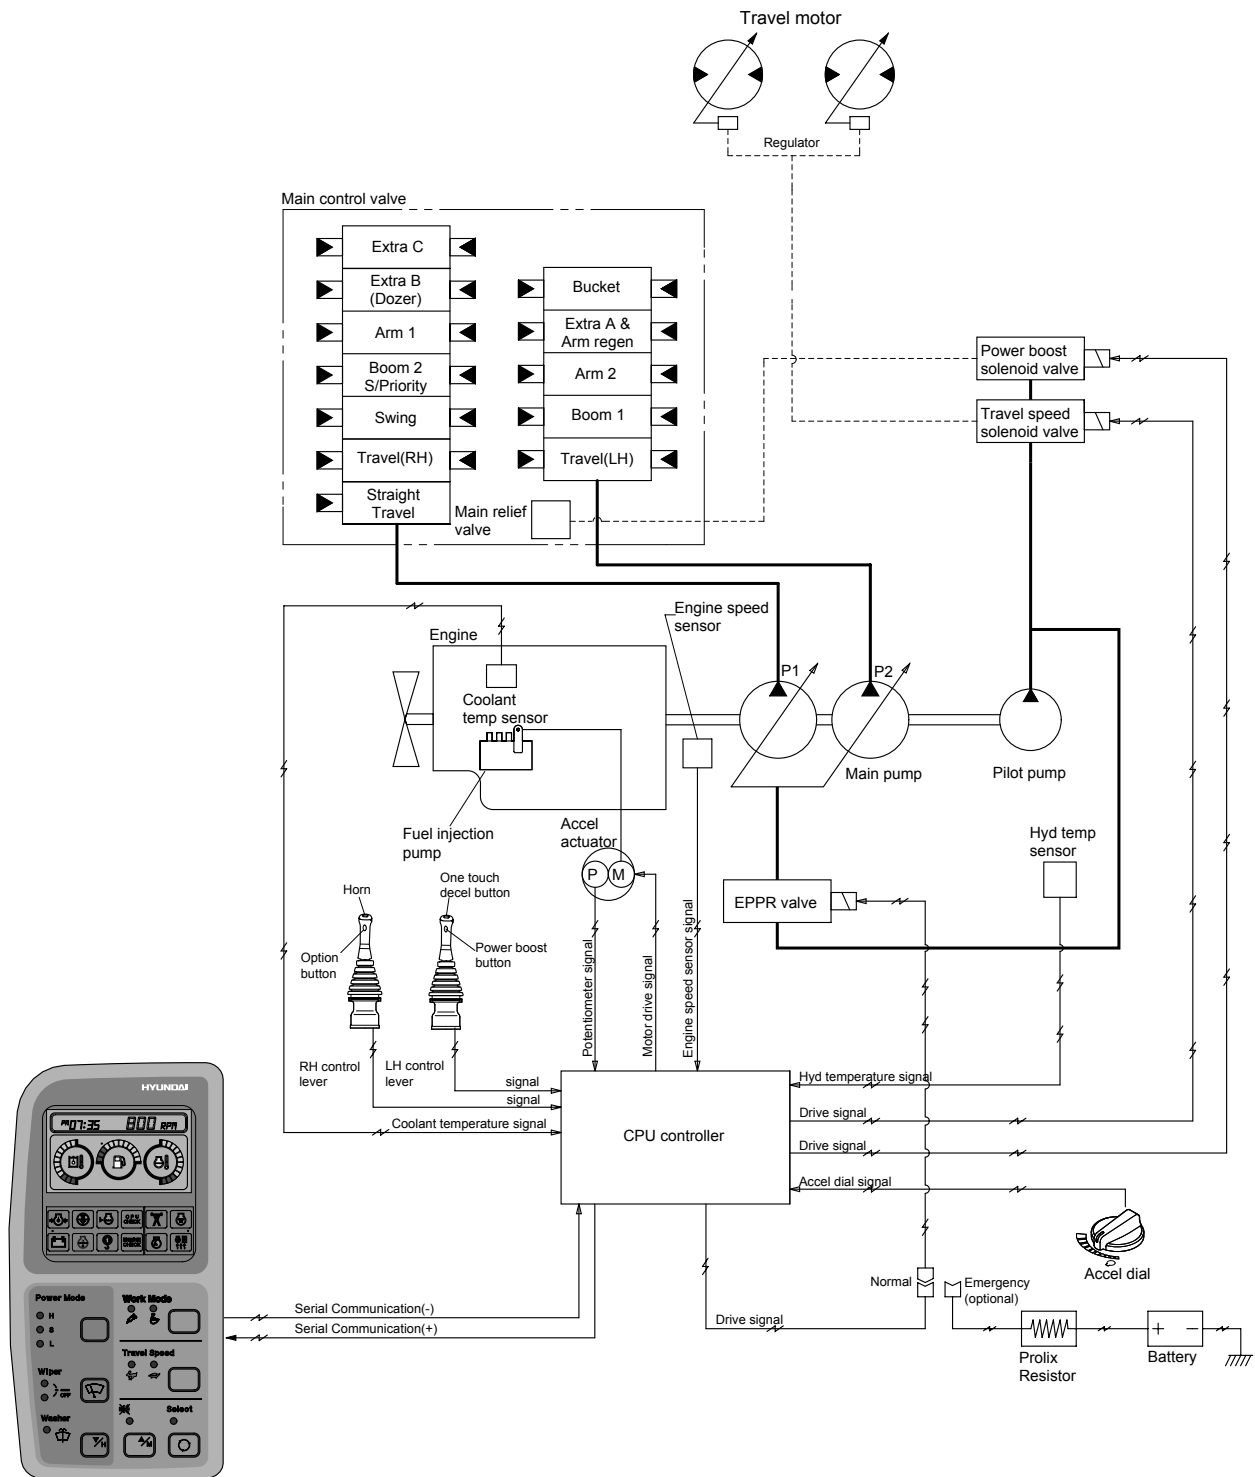 Travel motor
Regulator
Main control valve
Extra C
Extra B
(Dozer)
Arm 1
Boom 2
S/Priority
Swing
Travel(RH)
Straight
Travel
Bucket
Extra A &
Arm regen
Arm 2
Boom 1
Travel(LH)
Main relief
valve
Power boost
solenoid valve
Travel speed
solenoid valve
Engine speed
sensor
Engine
Coolant
temp sensor
P1
P2
Main pump
Pilot pump
Fuel injection
pump
Accel
actuator
P
M
Hyd temp
sensor
EPPR valve
Horn
Option
button
One touch
decel button
Power boost
button
Potentiometer signal
Motor drive signal
Engine speed sensor signal
RH control
lever
LH control
lever
signal
signal
Coolant temperature signal
CPU controller
Hyd temperature signal
Drive signal
Drive signal
Accel dial signal
Accel dial
HYUNDAI
07:35 800 RPM
CPU
CHECK
Power Mode
H
S
L
Work Mode
Travel Speed
Wiper
OFF
Washer
Select
/H
/M
Serial Communication(-)
Serial Communication(+)
Normal
Emergency
(optional)
Drive signal
Prolix
Resistor
+ -
Battery